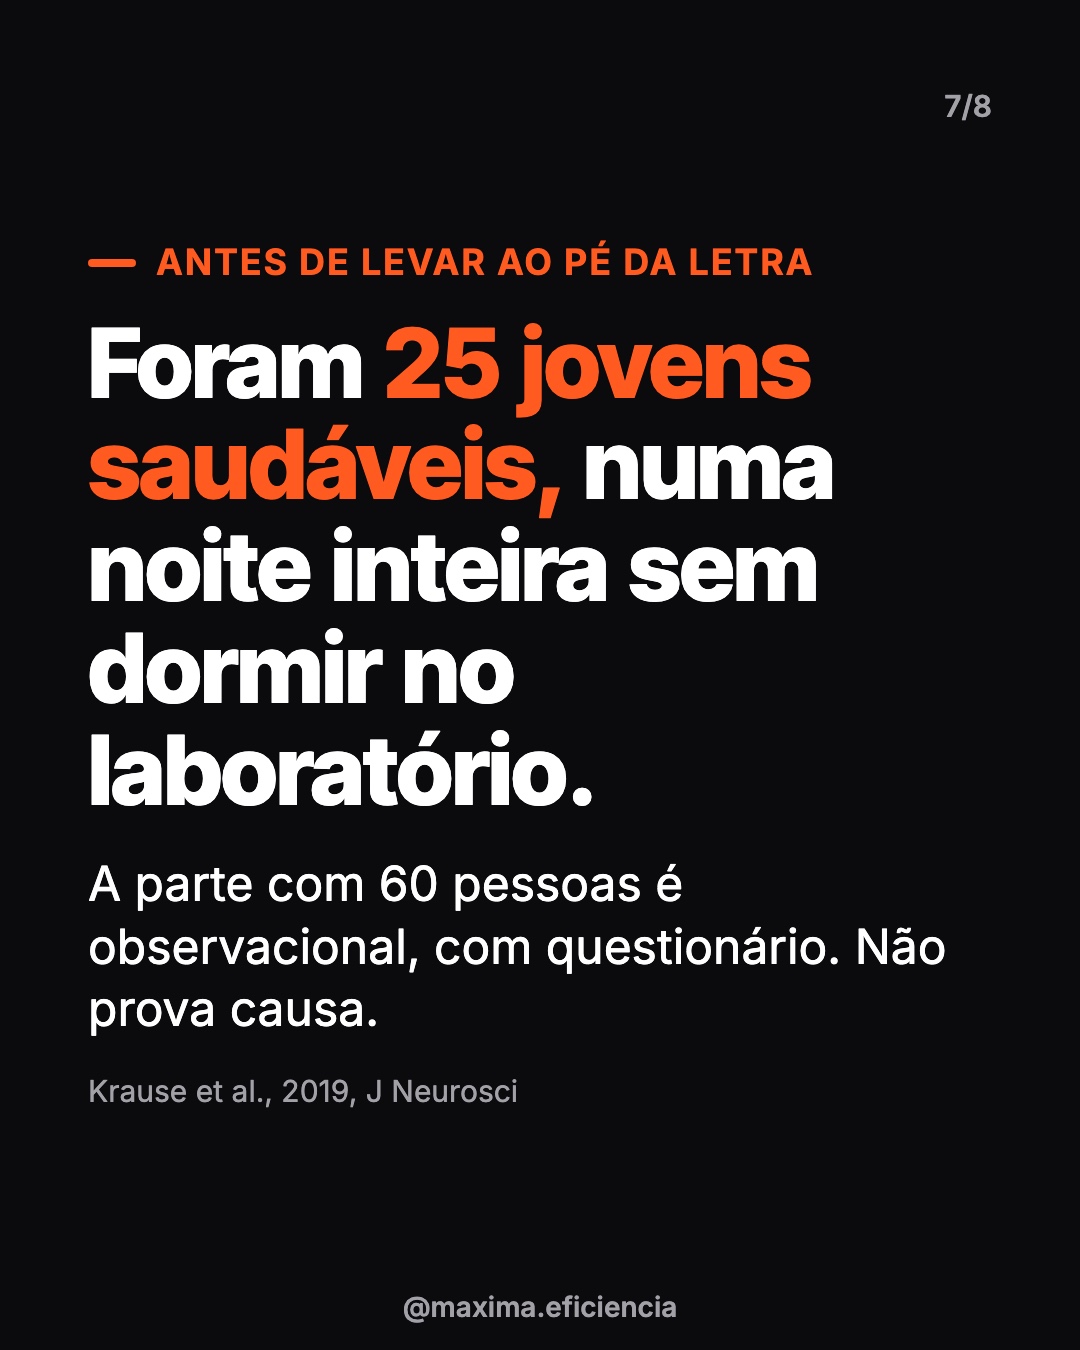 7/8
ANTES DE LEVAR AO PÉ DA LETRA
Foram 25 jovens
saudáveis, numa
noite inteira sem
dormir no
laboratório.
A parte com 60 pessoas é
observacional, com questionário. Não
prova causa.
Krause et al., 2019, J Neurosci
@maxima.eficiencia